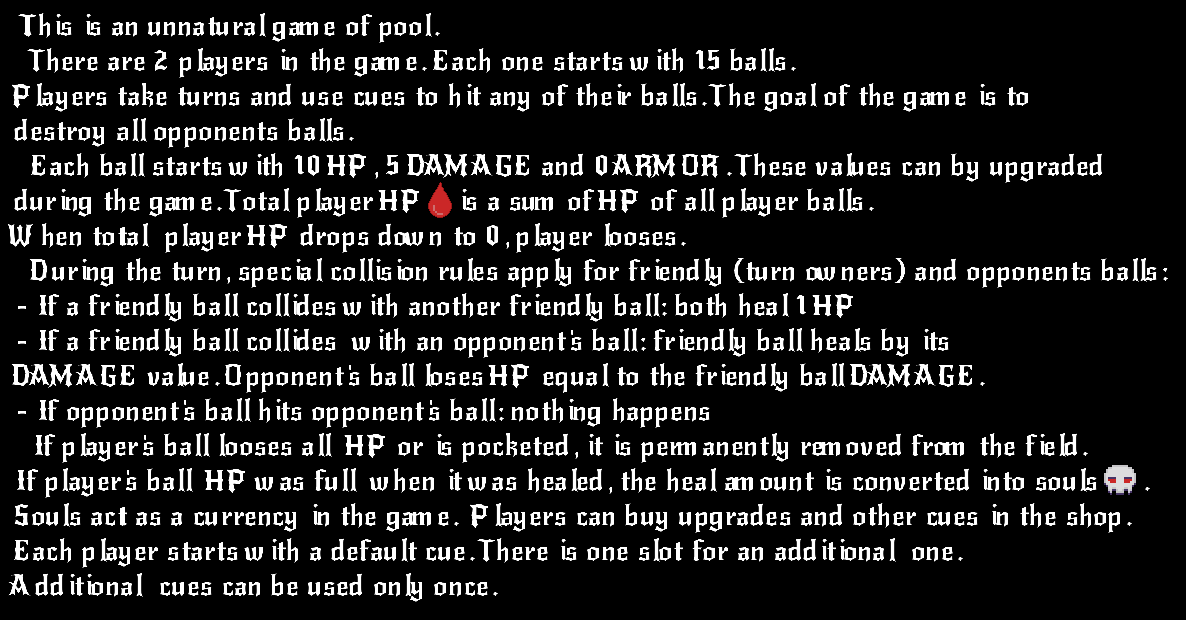 This is an unnatural game of pool.
There are 2 players in the game. Each one starts with 15 balls.
Players take turns and use cues to hit any of their balls. The goal of the game is to
destroy all opponents balls.
Each ball starts with 10 HP, 5 DAMAGE and 0 ARMOR. These values can by upgraded
during the game. Total player HP is a sum of HP of all player balls.
When total player HP drops down to 0, player looses.
During the turn, special collision rules apply for friendly (turn owners) and opponents balls:
- If a friendly ball collides with another friendly ball: both heal 1 HP
- If a friendly ball collides with an opponent's ball: friendly ball heals by its
DAMAGE value. Opponent's ball loses HP equal to the friendly ball DAMAGE.
- If opponent's ball hits opponent's ball: nothing happens
If player's ball looses all HP or is pocketed, it is permanently removed from the field.
If player's ball HP was full when it was healed, the heal amount is converted into souls.
Souls act as a currency in the game. Players can buy upgrades and other cues in the shop.
Each player starts with a default cue. There is one slot for an additional one.
Additional cues can be used only once.